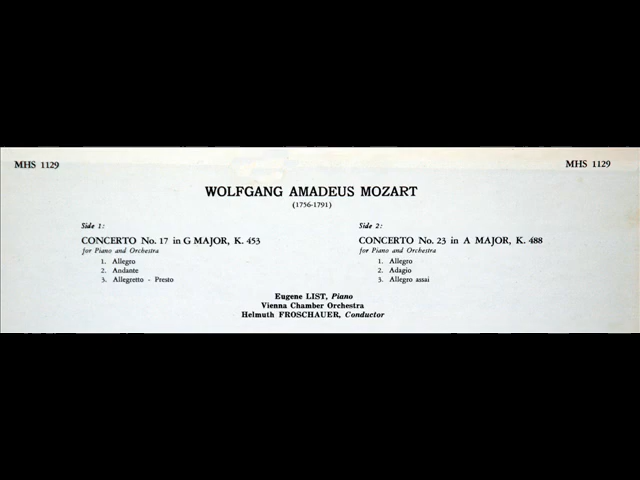 MHS 1129
MHS 1129
WOLFGANG AMADEUS MOZART
(1756-1791)
Side 1:
CONCERTO No. 17 in G MAJOR, K. 453
for Piano and Orchestra
1. Allegro
2. Andante
3. Allegretto - Presto
Side 2:
CONCERTO No. 23 in A MAJOR, K. 488
for Piano and Orchestra
1. Allegro
2. Adagio
3. Allegro assai
Eugene LIST, Piano
Vienna Chamber Orchestra
Helmuth FROSCHAUER, Conductor